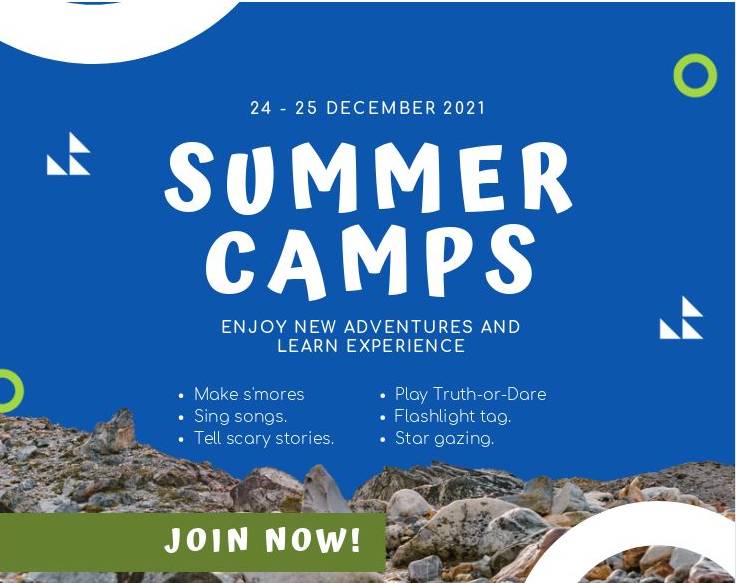 24 - 25 DECEMBER 2021
SUMMER
CAMPS
ENJOY NEW ADVENTURES AND
LEARN EXPERIENCE
• Make s'mores
• Sing songs.
• Tell scary stories.
• Play Truth-or-Dare
• Flashlight tag.
• Star gazing.
JOIN NOW!